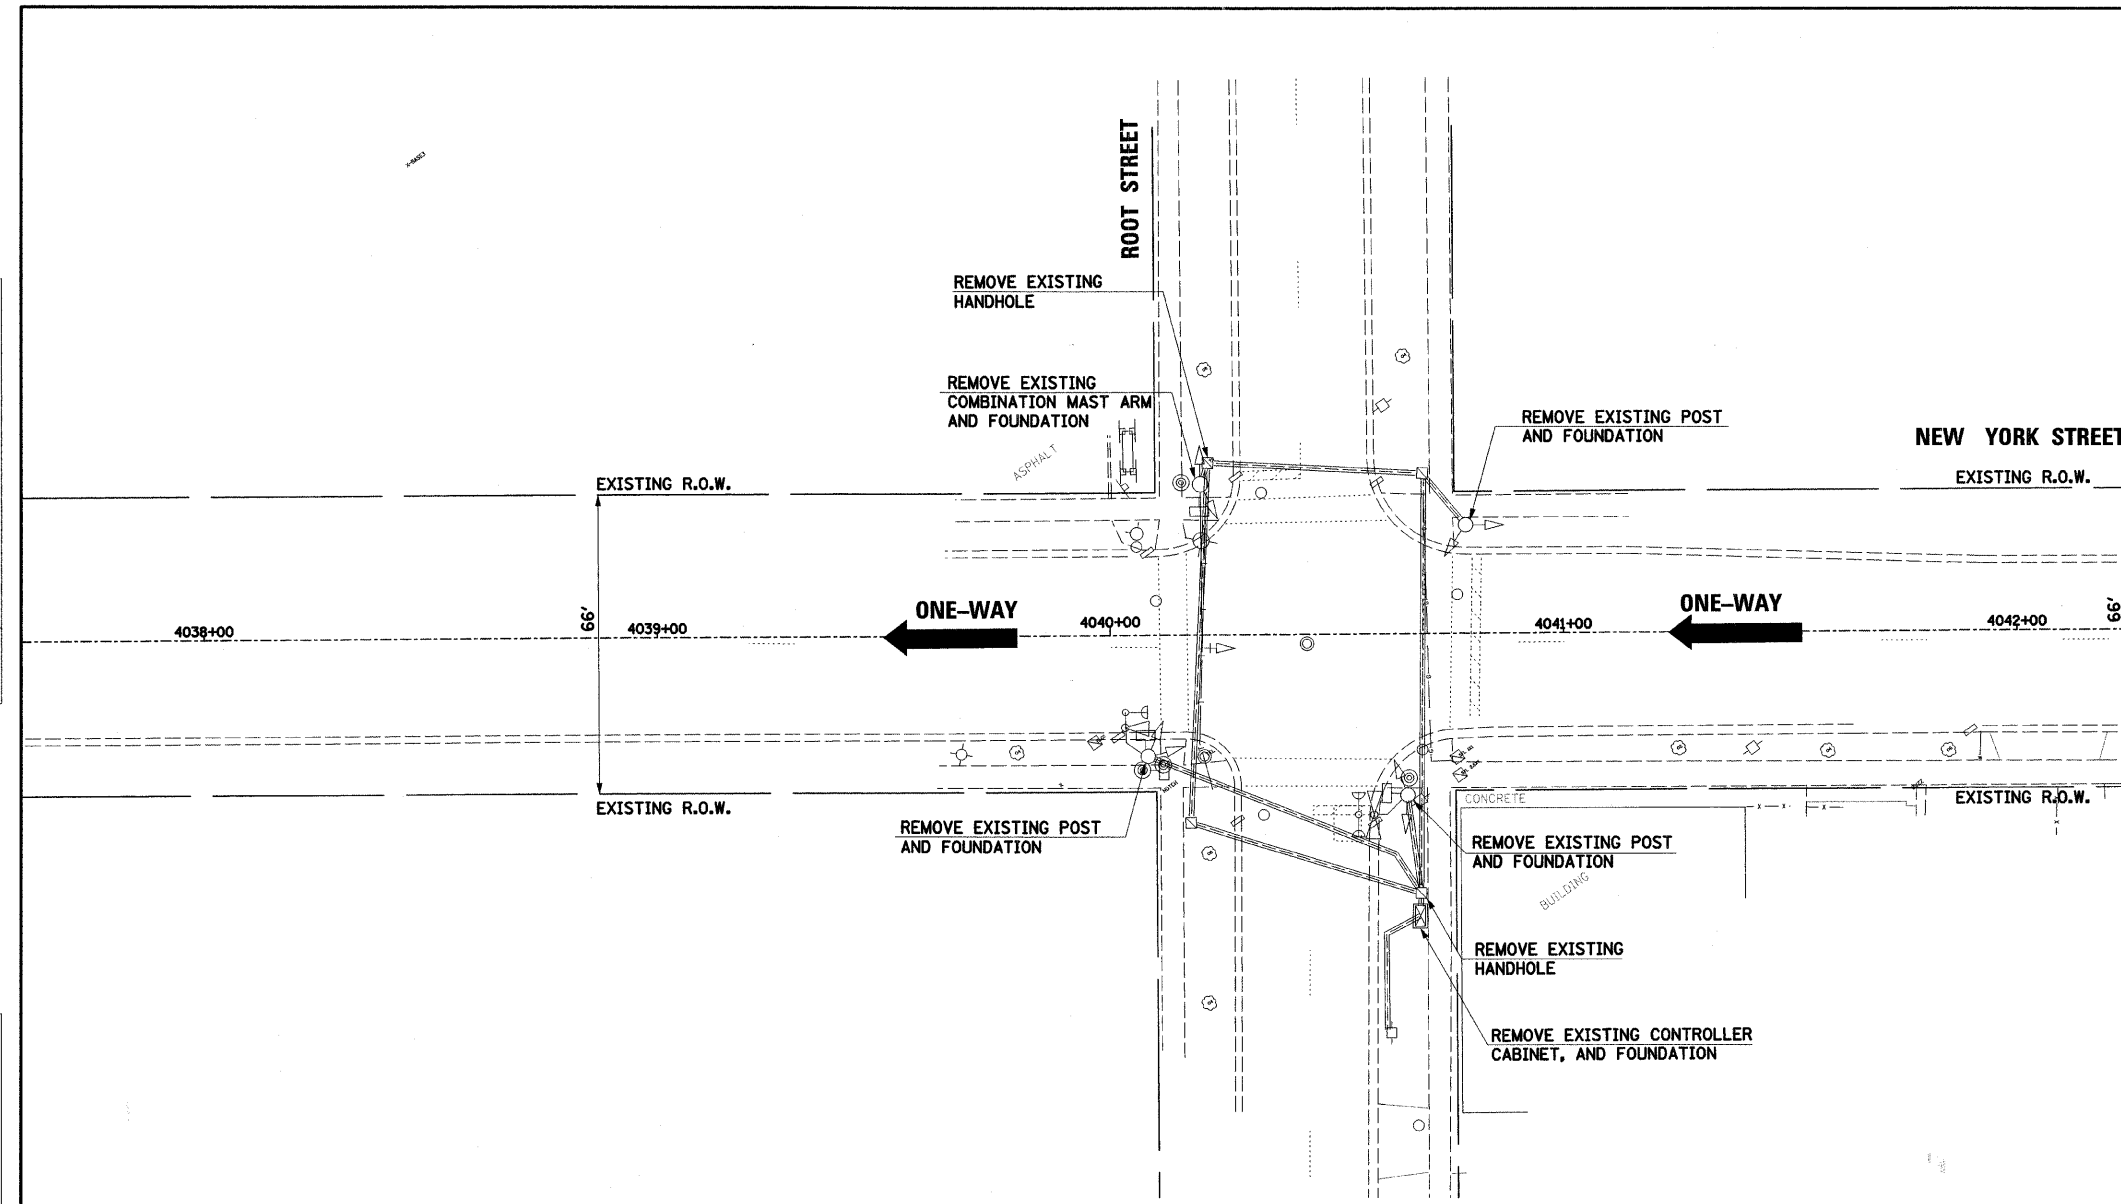 ROOT STREET
REMOVE EXISTING
HANDHOLE
REMOVE EXISTING
COMBINATION MAST ARM
AND FOUNDATION
REMOVE EXISTING POST
AND FOUNDATION
NEW YORK STREET
ASPHALT
EXISTING R.O.W.
EXISTING R.O.W.
66'
ONE-WAY
ONE-WAY
66'
4038+00
4039+00
4040+00
4041+00
4042+00
EXISTING R.O.W.
CONCRETE
EXISTING R.O.W.
REMOVE EXISTING POST
AND FOUNDATION
REMOVE EXISTING POST
AND FOUNDATION
BUILDING
REMOVE EXISTING
HANDHOLE
REMOVE EXISTING CONTROLLER
CABINET, AND FOUNDATION